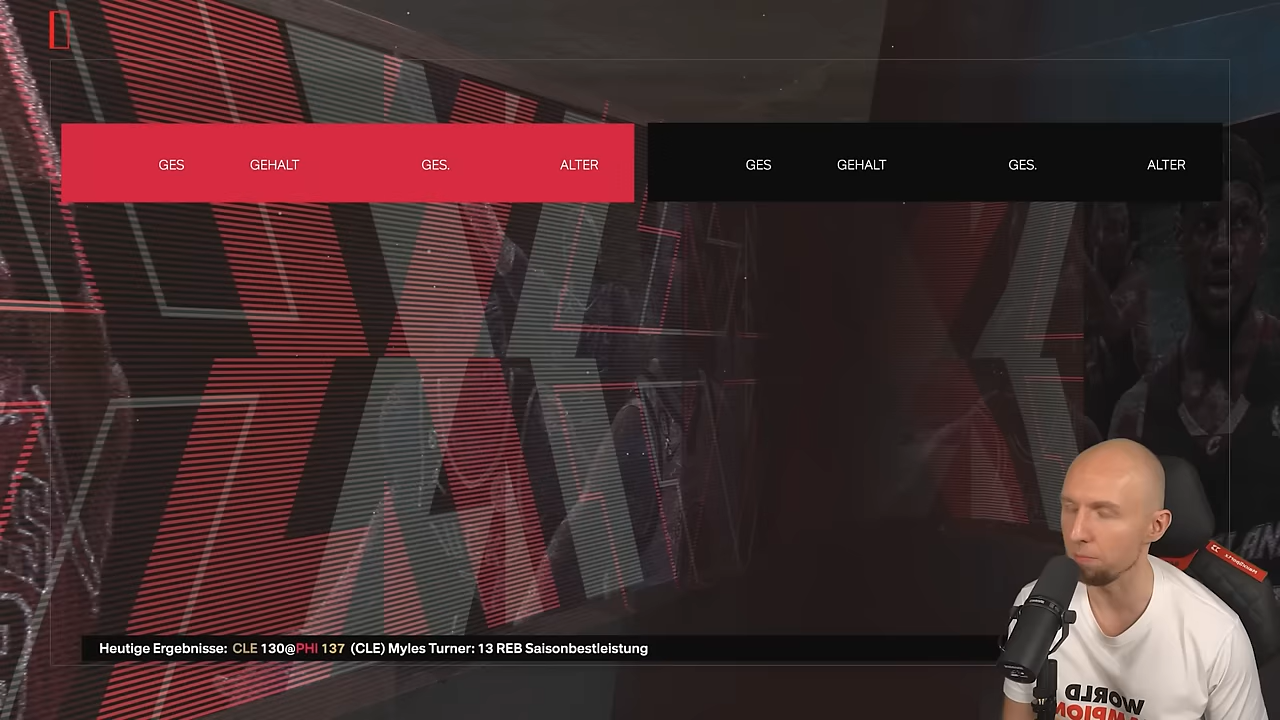 GES GEHALT GES. ALTER GES GEHALT GES. ALTER
Heutige Ergebnisse: CLE 130@PHI 137 (CLE) Myles Turner: 13 REB Saisonbestleistung
WORLD